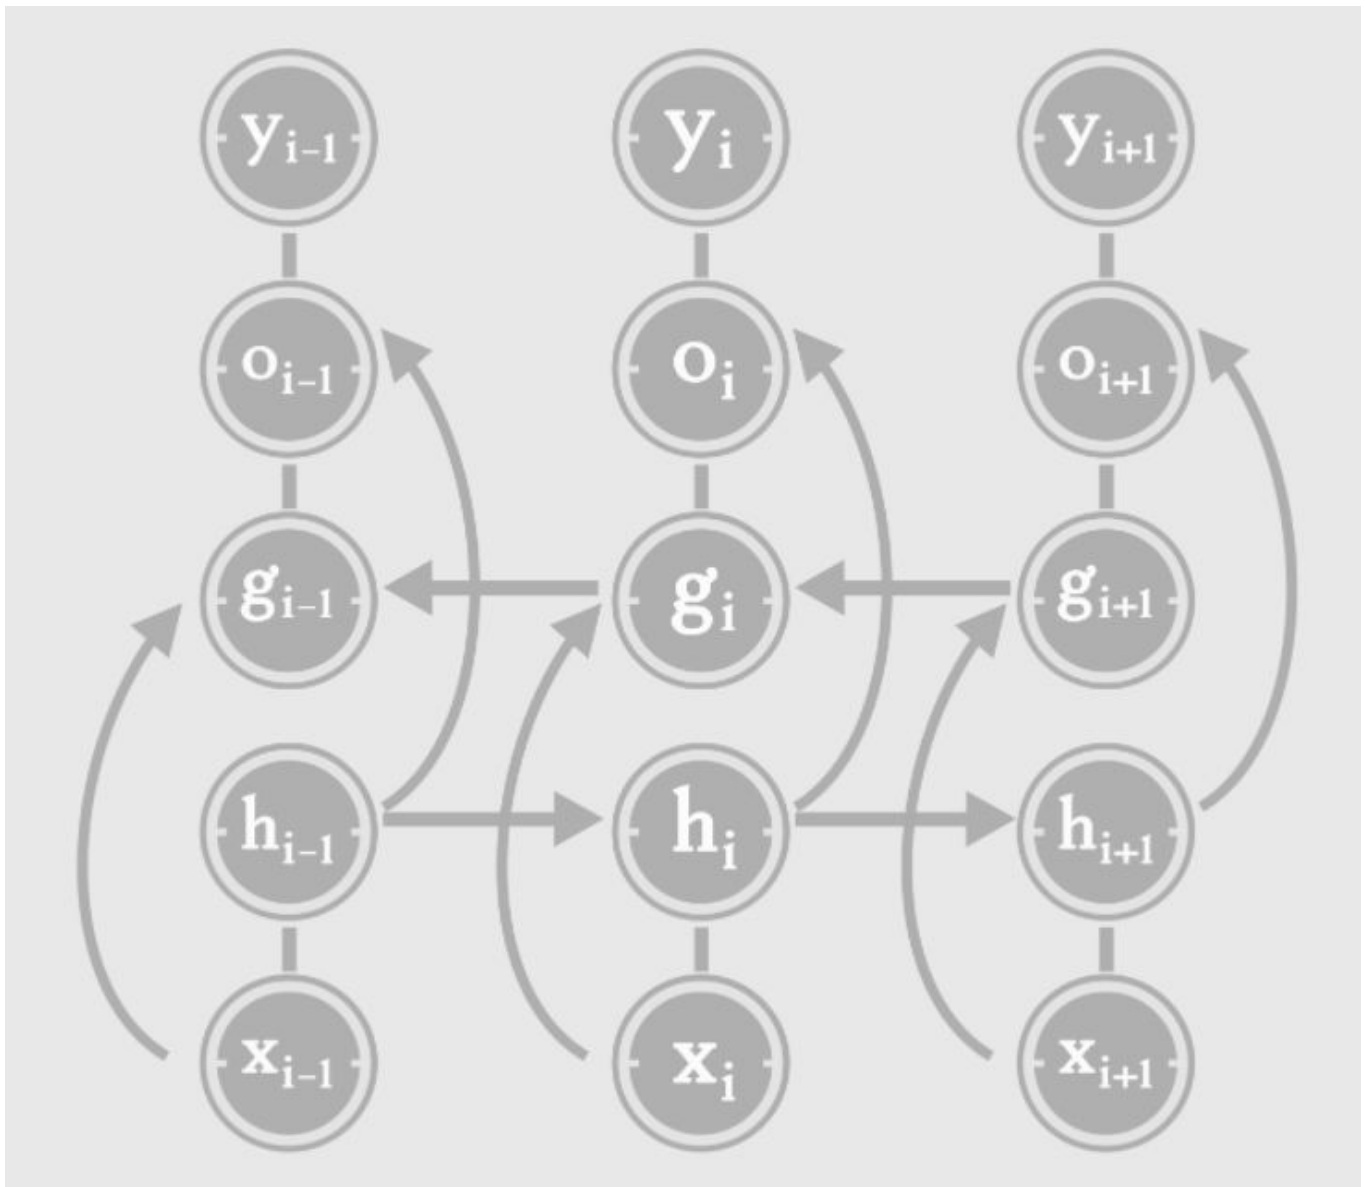 yᵢ₋₁ yᵢ yᵢ₊₁
oᵢ₋₁ oᵢ oᵢ₊₁
gᵢ₋₁ gᵢ gᵢ₊₁
hᵢ₋₁ hᵢ hᵢ₊₁
xᵢ₋₁ xᵢ xᵢ₊₁